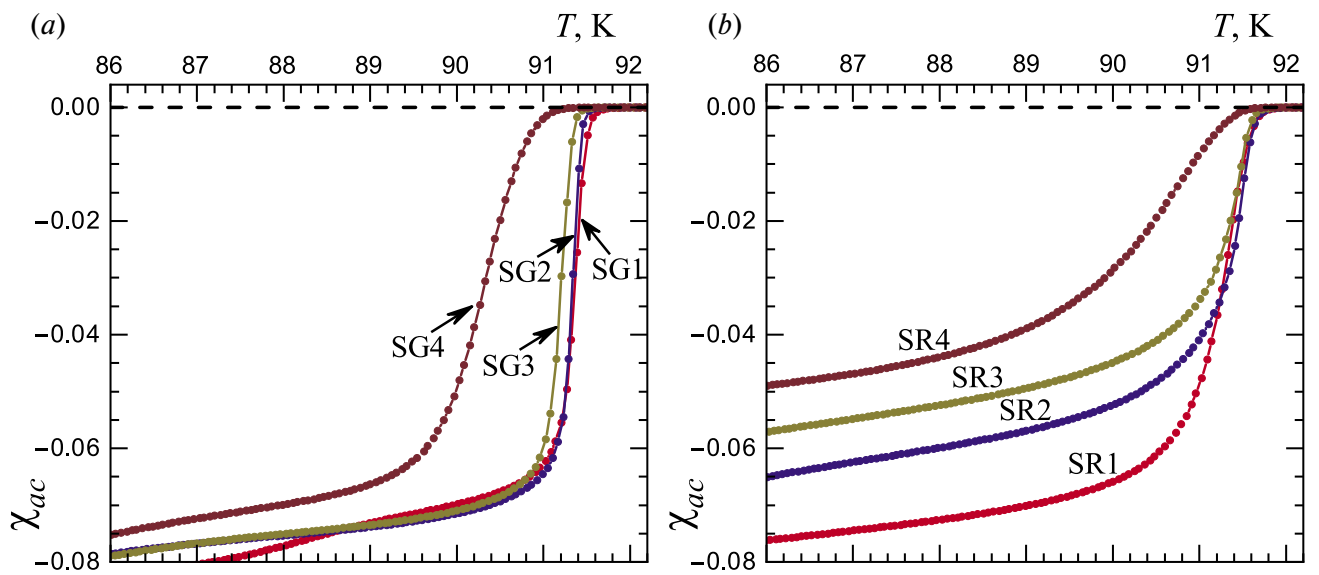 (a) T, K
86 87 88 89 90 91 92
0.00
−0.02
−0.04
−0.06
−0.08
χac
SG4
SG3
SG2
SG1
(b) T, K
86 87 88 89 90 91 92
0.00
−0.02
−0.04
−0.06
−0.08
χac
SR4
SR3
SR2
SR1